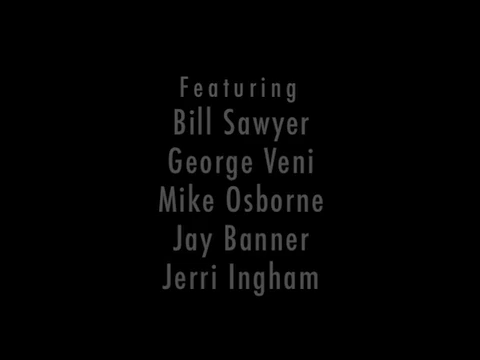 Featuring
Bill Sawyer
George Veni
Mike Osborne
Jay Banner
Jerri Ingham